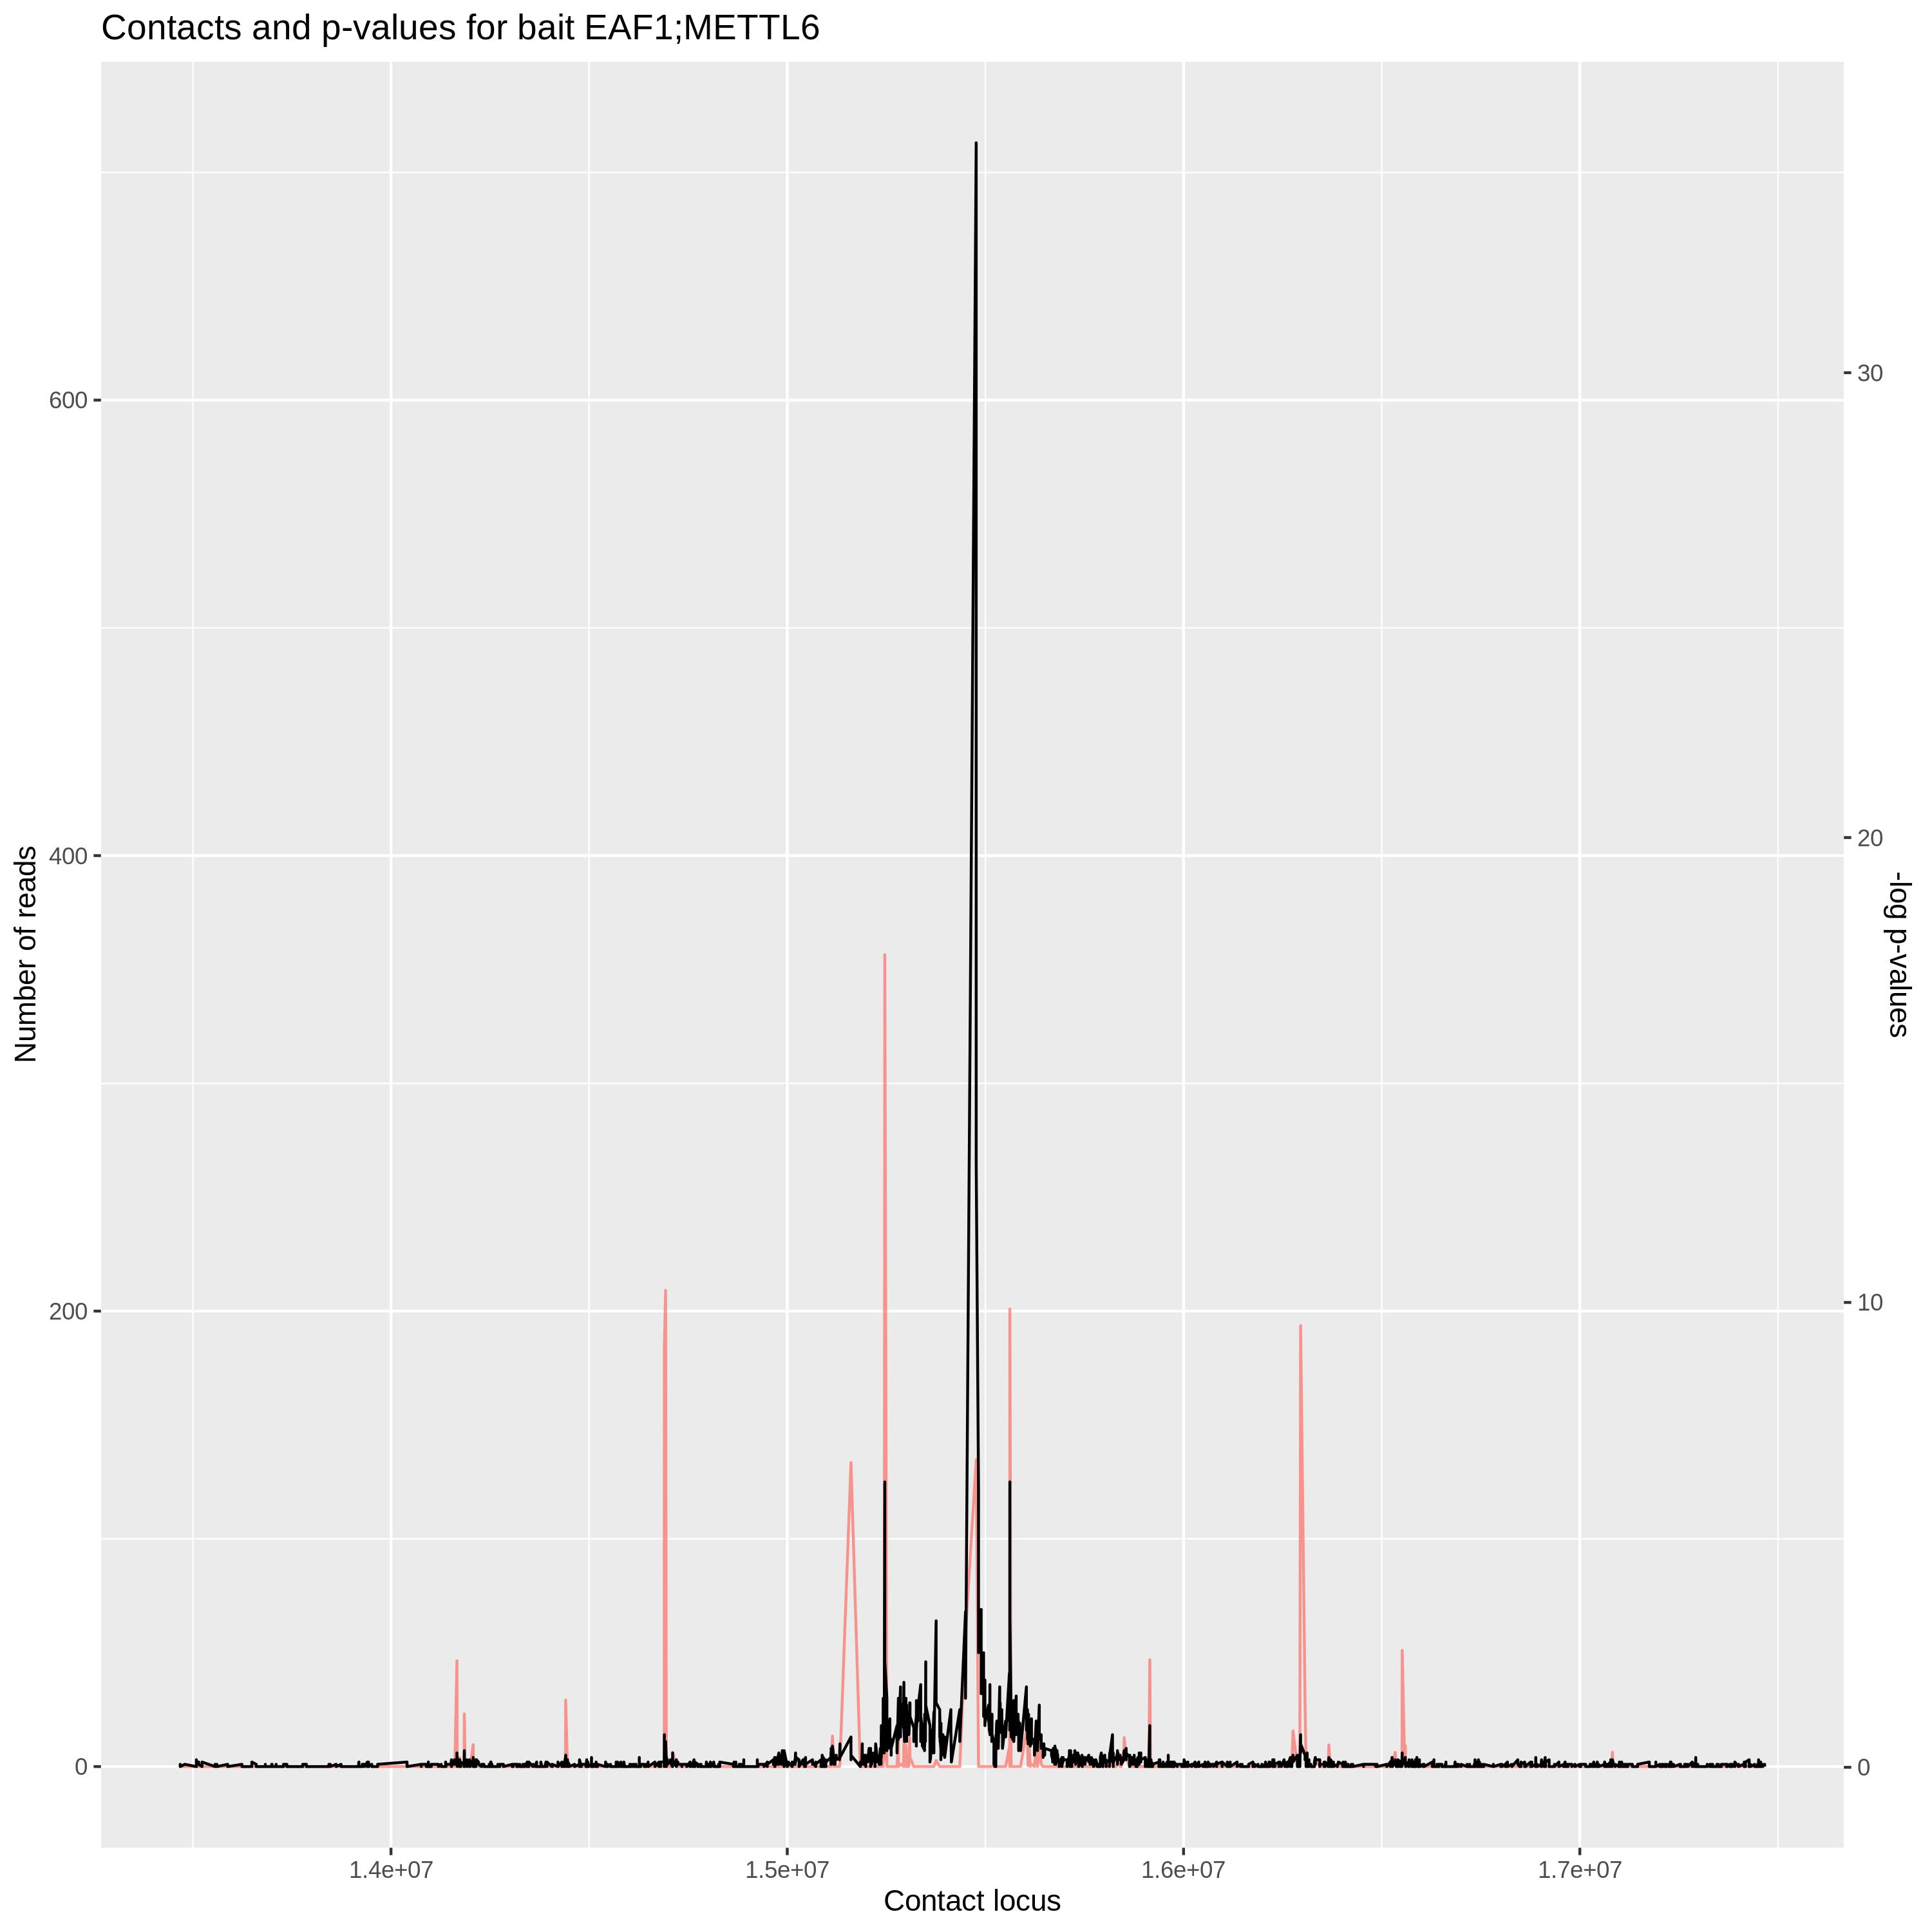 Contacts and p-values for bait EAF1;METTL6
Number of reads
600
400
200
0
30
20
10
0
-log p-values
1.4e+07 1.5e+07 1.6e+07 1.7e+07
Contact locus